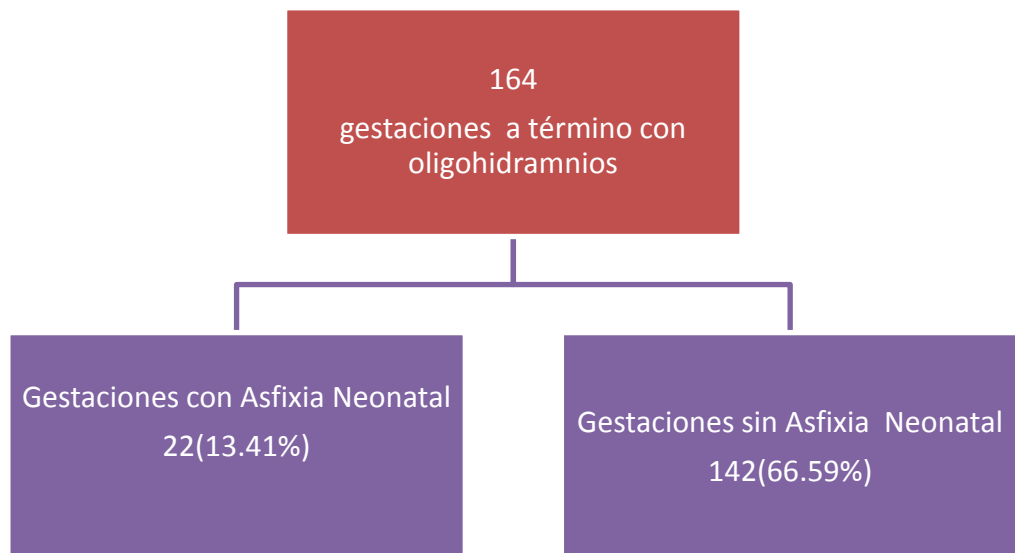 164
gestaciones a término con
oligohidramnios
Gestaciones con Asfixia Neonatal
22(13.41%)
Gestaciones sin Asfixia Neonatal
142(66.59%)